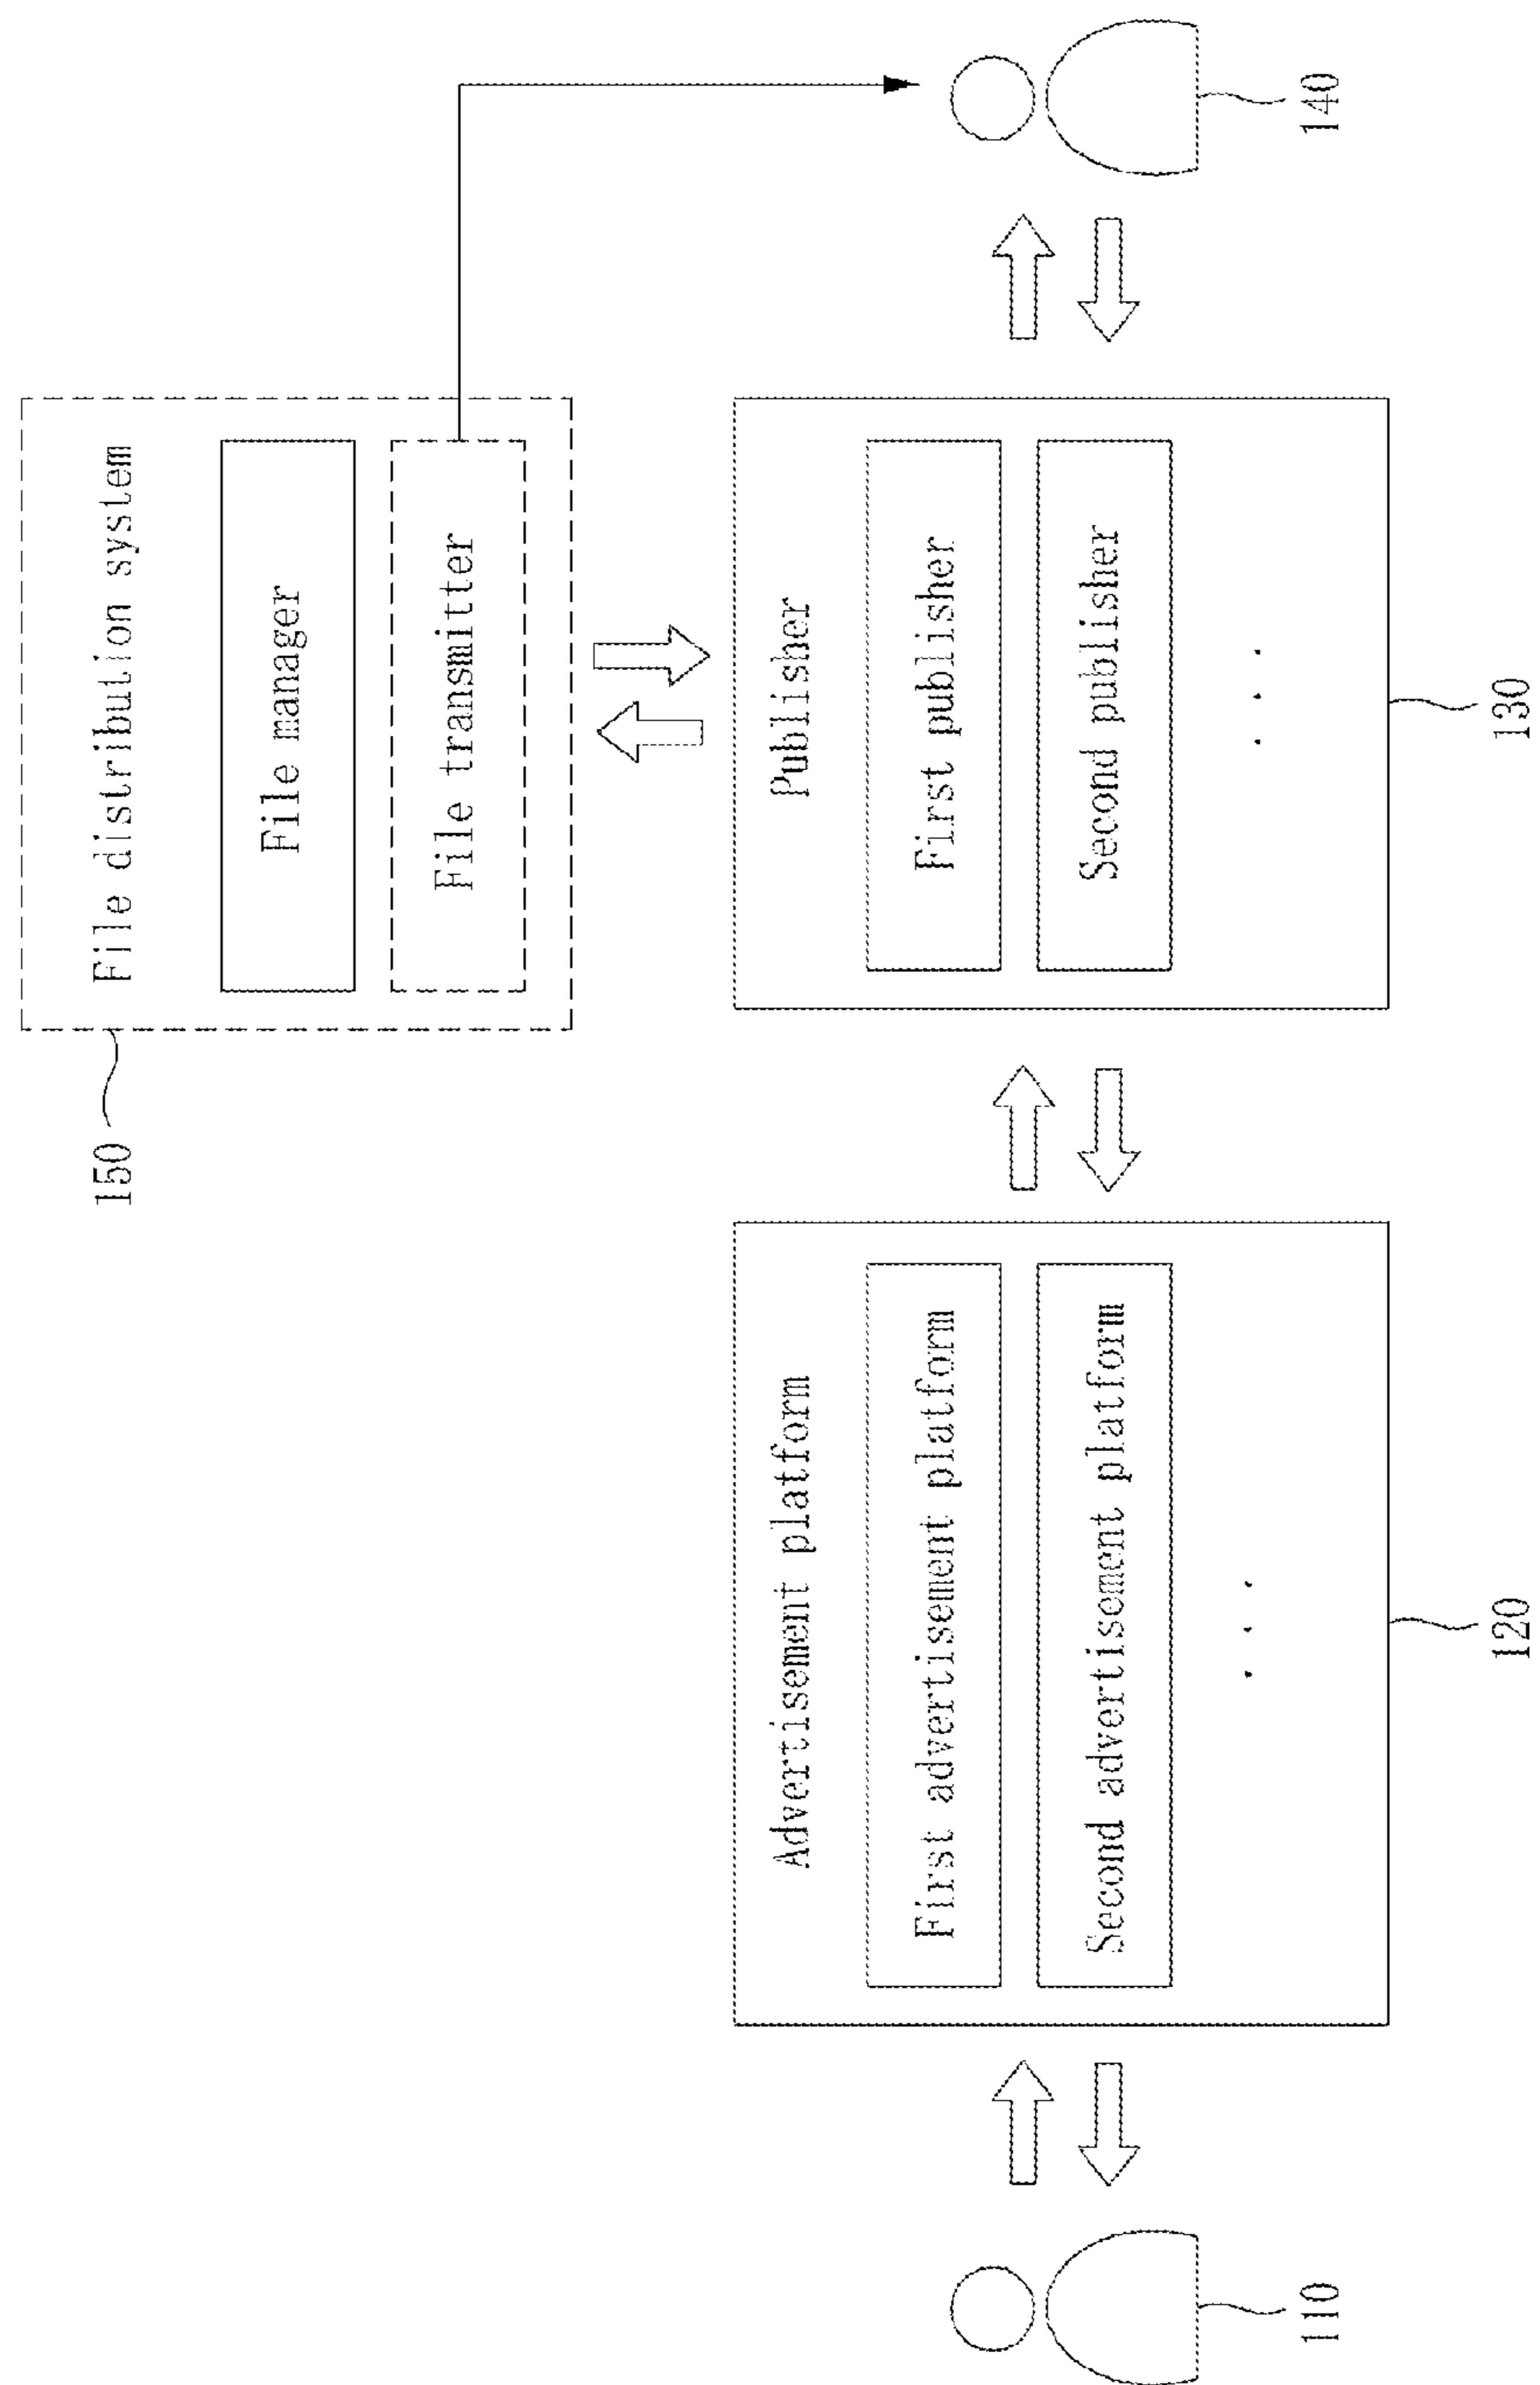 File distribution system
File manager
File transmitter
150
Advertisement platform
First advertisement platform
Second advertisement platform
. . .
Publisher
First publisher
Second publisher
. . .
110
120
130
140